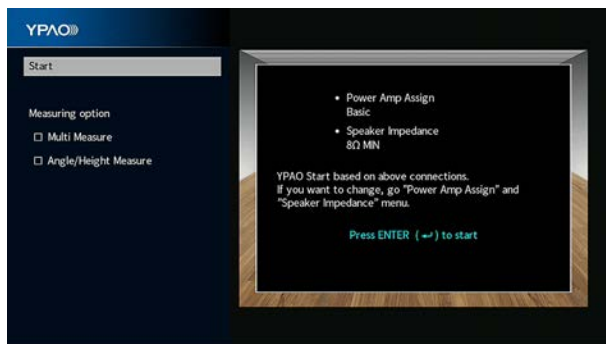 YPAO
Start
Measuring option
Multi Measure
Angle/Height Measure
• Power Amp Assign
Basic
• Speaker Impedance
8Ω MIN
YPAO Start based on above connections.
If you want to change, go "Power Amp Assign" and
"Speaker Impedance" menu.
Press ENTER (↵) to start